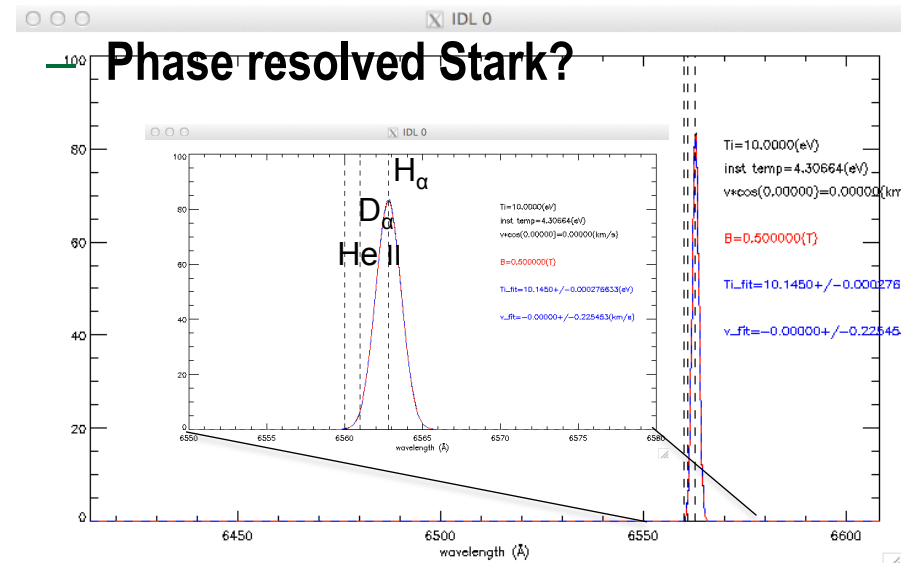 IDL 0
– Phase resolved Stark?
100
80
60
40
20
0
6450
6500
6550
6600
wavelength (Å)
Ti=10.0000(eV)
inst temp=4.30664(eV)
v*cos(0.00000)=0.00000(km
B=0.500000(T)
Ti_fit=10.1450+/-0.000276
v_fit=-0.00000+/-0.22545
IDL 0
100
80
60
40
20
0
6550
6555
6560
6565
6570
6575
6580
wavelength (Å)
Hα
Dα
He II
Ti=10.0000(eV)
inst temp=4.30664(eV)
v*cos(0.00000)=0.00000(km/s)
B=0.500000(T)
Ti_fit=10.1450+/-0.000276633(eV)
v_fit=-0.00000+/-0.225453(km/s)